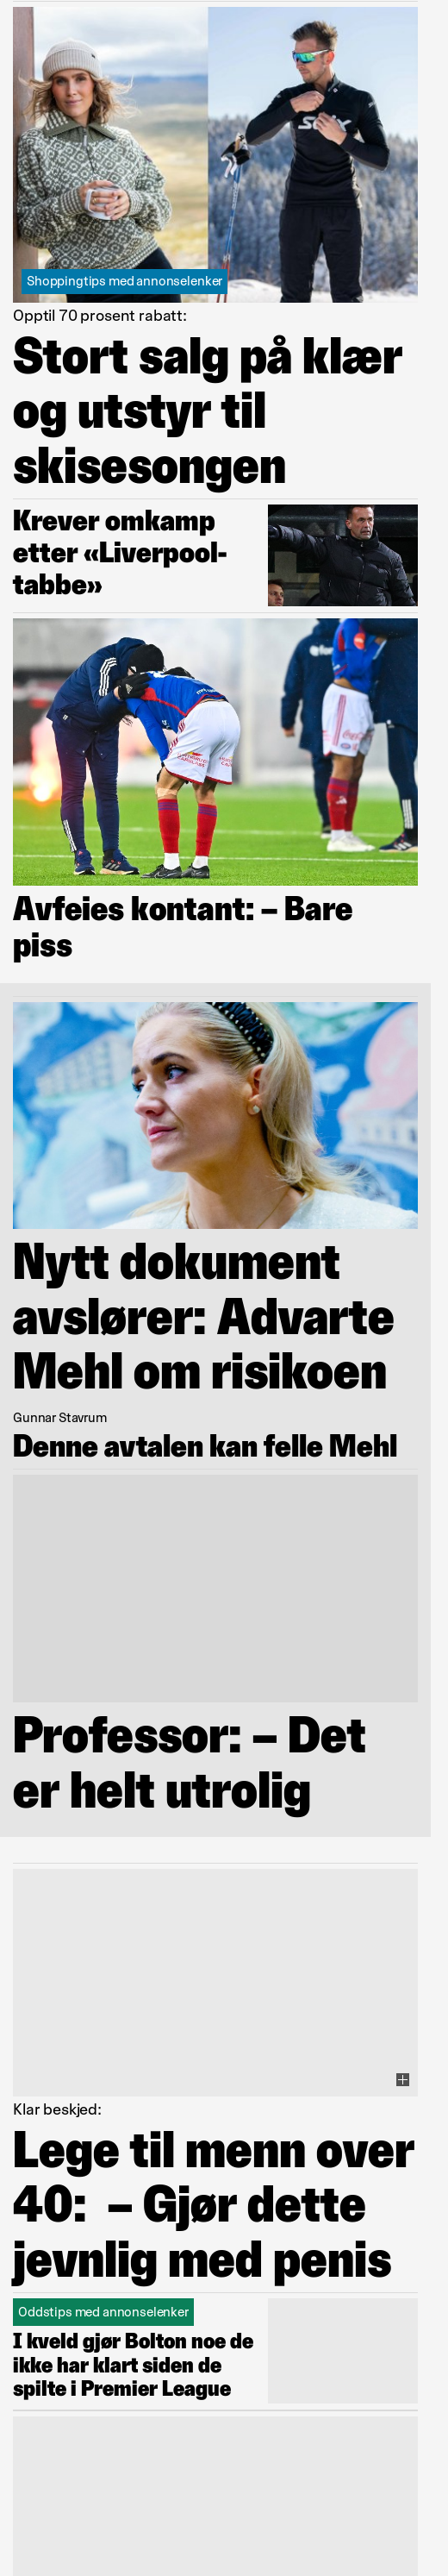 Shoppingtips med annonselenker
Opptil 70 prosent rabatt:
Stort salg på klær
og utstyr til
skisesongen
Krever omkamp
etter «Liverpool-
tabbe»
Avfeies kontant: – Bare
piss
Nytt dokument
avslører: Advarte
Mehl om risikoen
Gunnar Stavrum
Denne avtalen kan felle Mehl
Professor: – Det
er helt utrolig
Klar beskjed:
Lege til menn over
40:  – Gjør dette
jevnlig med penis
Oddstips med annonselenker
I kveld gjør Bolton noe de
ikke har klart siden de
spilte i Premier League